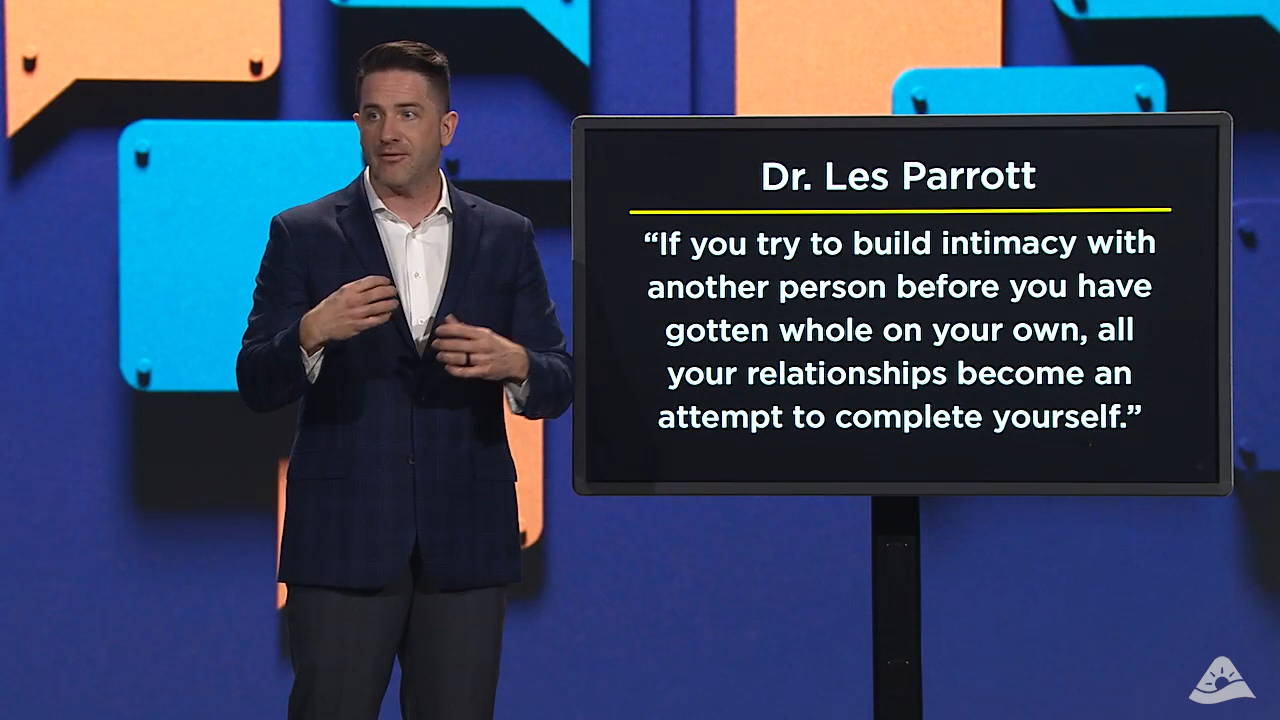 Dr. Les Parrott
“If you try to build intimacy with
another person before you have
gotten whole on your own, all
your relationships become an
attempt to complete yourself.”